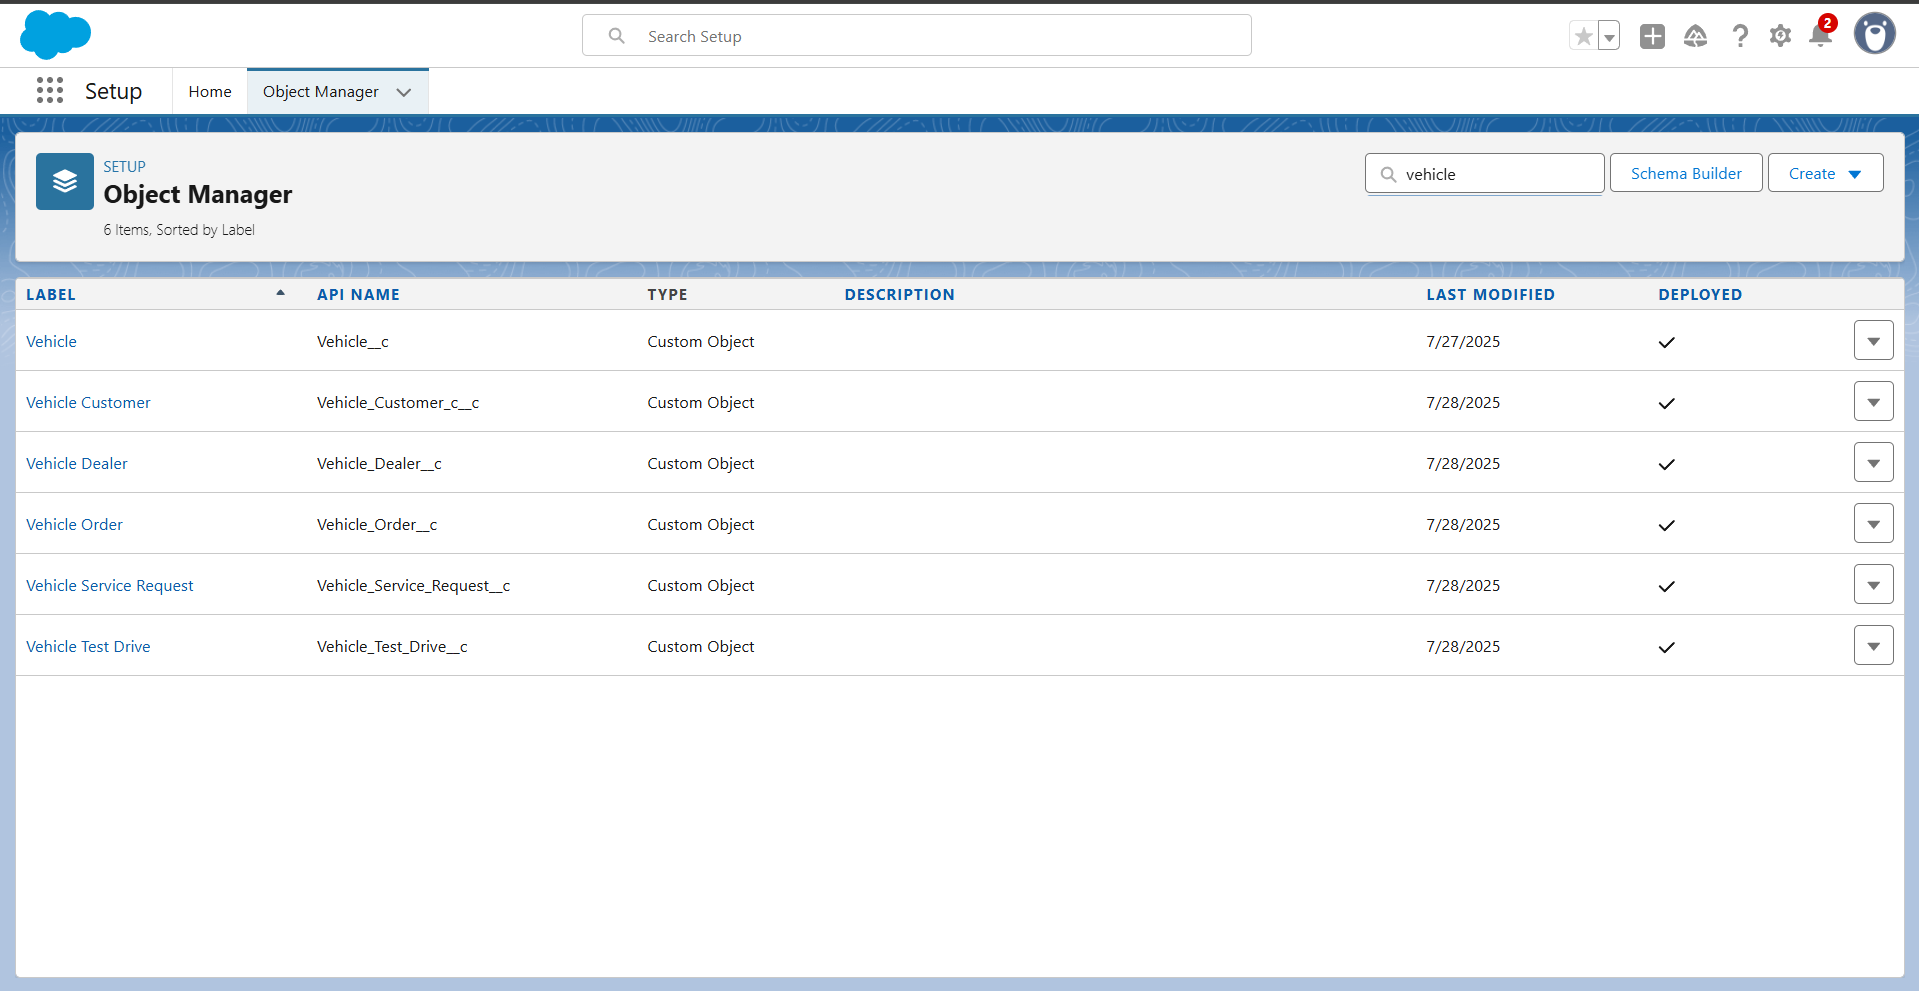 Search Setup
2
Setup
Home
Object Manager
SETUP
Object Manager
6 Items, Sorted by Label
vehicle
Schema Builder
Create
LABEL API NAME TYPE DESCRIPTION LAST MODIFIED DEPLOYED
Vehicle Vehicle__c Custom Object 7/27/2025
Vehicle Customer Vehicle_Customer_c__c Custom Object 7/28/2025
Vehicle Dealer Vehicle_Dealer__c Custom Object 7/28/2025
Vehicle Order Vehicle_Order__c Custom Object 7/28/2025
Vehicle Service Request Vehicle_Service_Request__c Custom Object 7/28/2025
Vehicle Test Drive Vehicle_Test_Drive__c Custom Object 7/28/2025